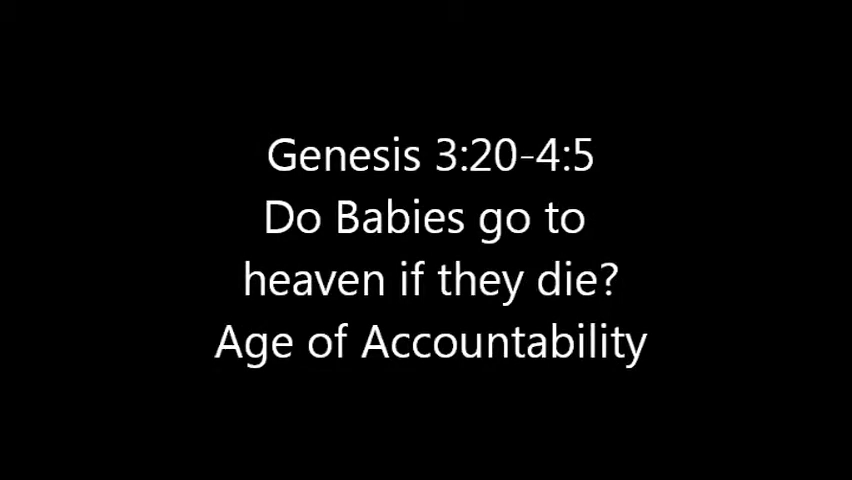 Genesis 3:20-4:5
Do Babies go to
heaven if they die?
Age of Accountability